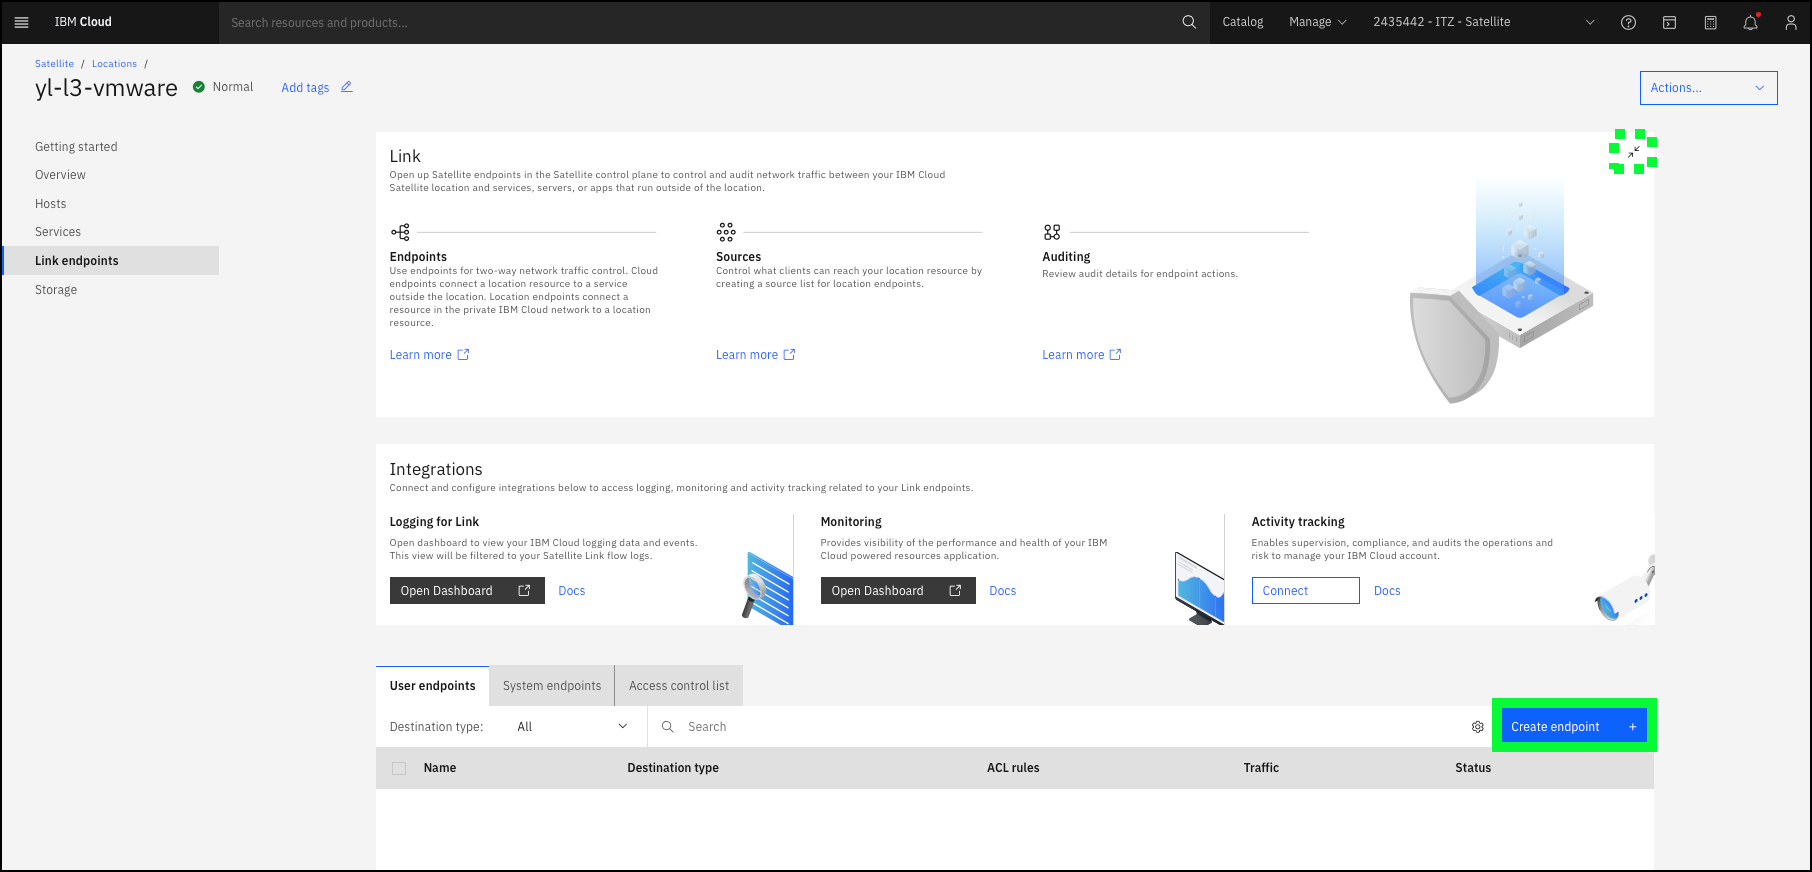 IBM Cloud
Search resources and products...
Catalog
Manage
2435442 - ITZ - Satellite
Satellite / Locations /
yl-l3-vmware
Normal
Add tags
Actions...
Getting started
Overview
Hosts
Services
Link endpoints
Storage
Link
Open up Satellite endpoints in the Satellite control plane to control and audit network traffic between your IBM Cloud
Satellite location and services, servers, or apps that run outside of the location.
Endpoints
Use endpoints for two-way network traffic control. Cloud
endpoints connect a location resource to a service
outside the location. Location endpoints connect a
resource in the private IBM Cloud network to a location
resource.
Learn more
Sources
Control what clients can reach your location resource by
creating a source list for location endpoints.
Learn more
Auditing
Review audit details for endpoint actions.
Learn more
Integrations
Connect and configure integrations below to access logging, monitoring and activity tracking related to your Link endpoints.
Logging for Link
Open dashboard to view your IBM Cloud logging data and events.
This view will be filtered to your Satellite Link flow logs.
Open Dashboard
Docs
Monitoring
Provides visibility of the performance and health of your IBM
Cloud powered resources application.
Open Dashboard
Docs
Activity tracking
Enables supervision, compliance, and audits the operations and
risk to manage your IBM Cloud account.
Connect
Docs
User endpoints
System endpoints
Access control list
Destination type:
All
Search
Create endpoint +
Name
Destination type
ACL rules
Traffic
Status